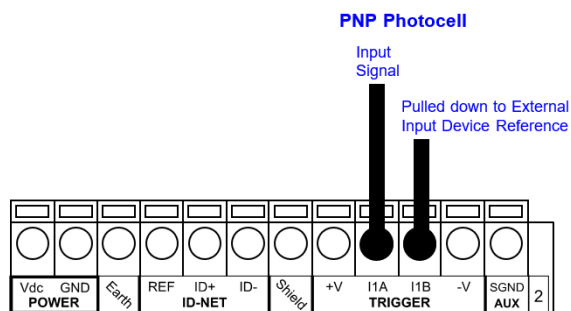 PNP Photocell
Input
Signal
Pulled down to External
Input Device Reference
Vdc GND Earth REF ID+ ID- Shield +V I1A I1B -V SGND 2
POWER ID-NET TRIGGER AUX